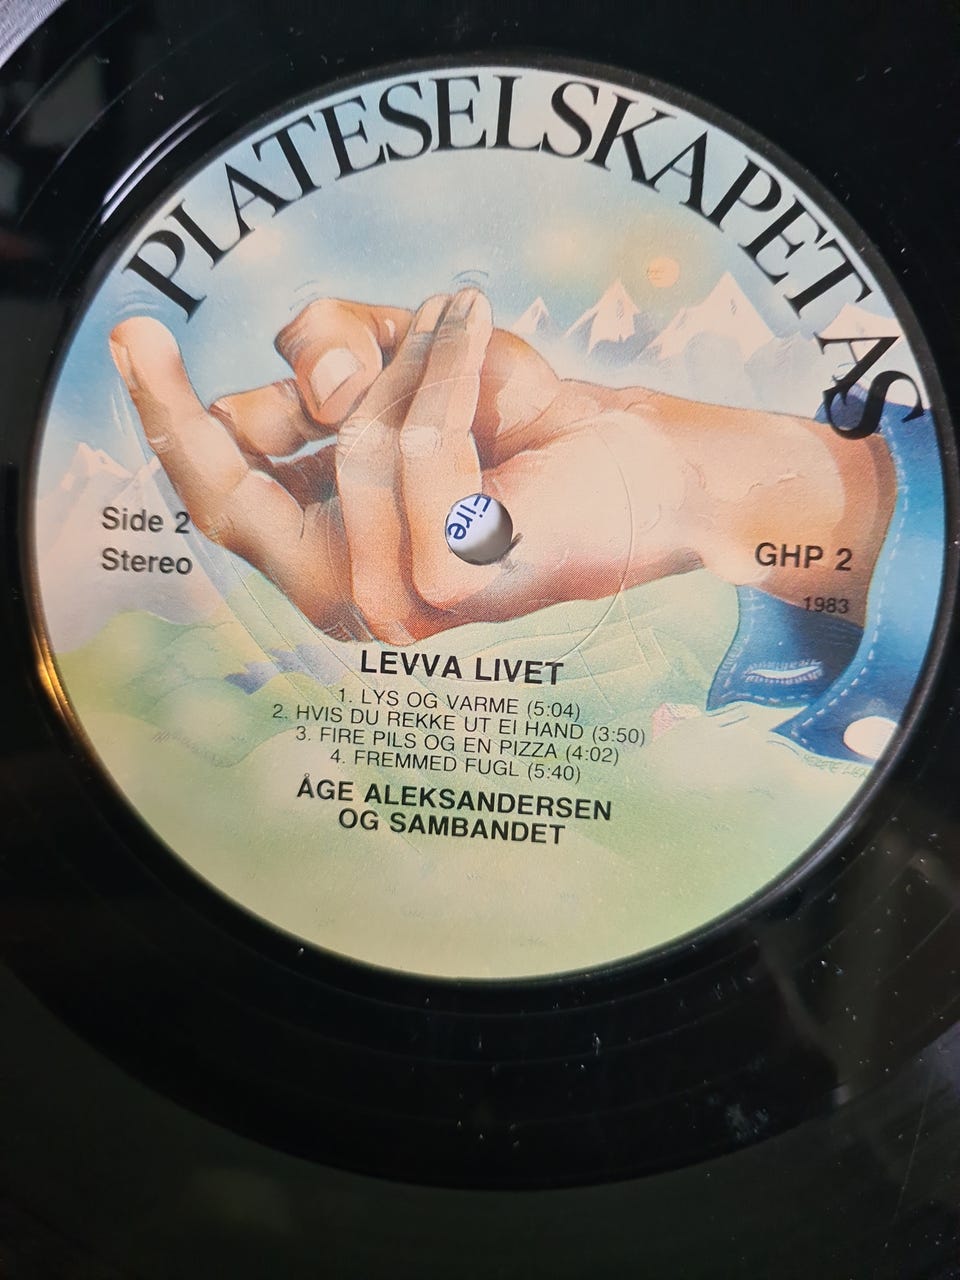 PLATESELSKAPET AS
Side 2
Stereo
Fire
GHP 2
1983
LEVVA LIVET
1. LYS OG VARME (5:04)
2. HVIS DU REKKE UT EI HAND (3:50)
3. FIRE PILS OG EN PIZZA (4:02)
4. FREMMED FUGL (5:40)
ÅGE ALEKSANDERSEN
OG SAMBANDET